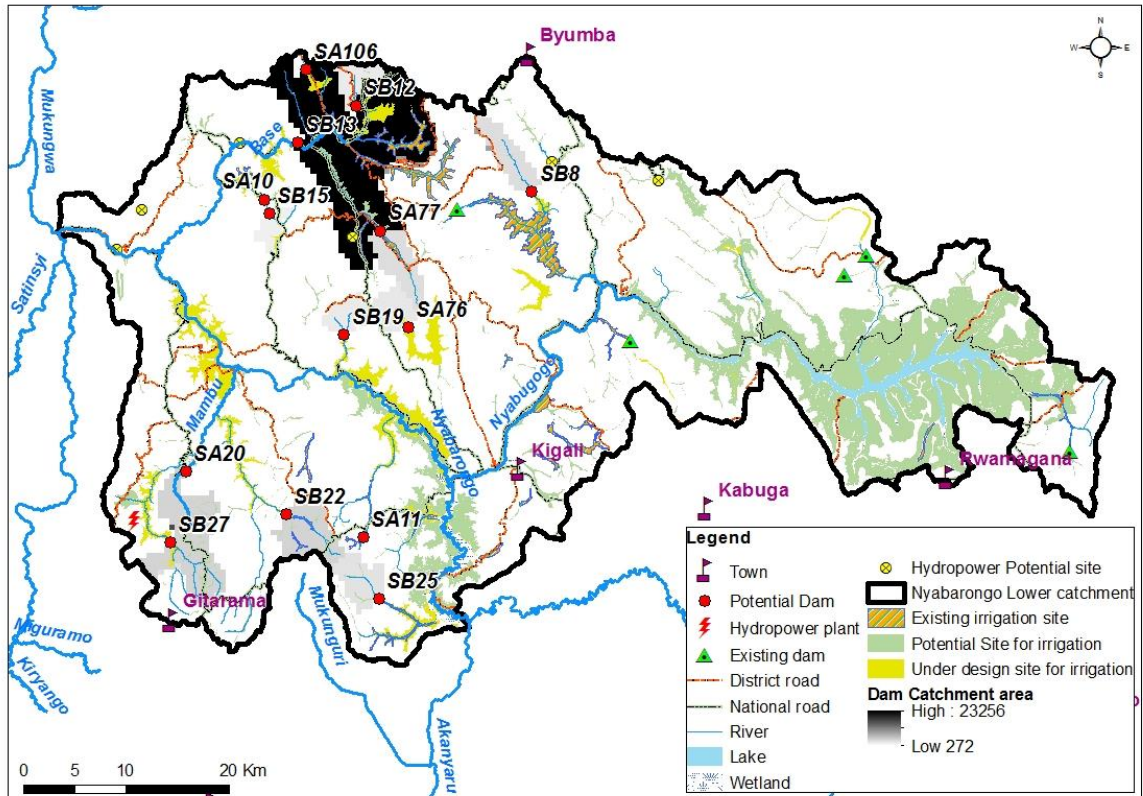 Byumba
N
W
E
S
SA106
SB12
SB13
Base
Mukungwa
SA10
SB15
SB8
SA77
Satinsyi
SA76
SB19
Mambu
Nyabugogo
Nyabarongo
Kigali
Rwamagana
SA20
Kabuga
SB22
SA11
SB27
SB25
Gitarama
Mukunguri
Miguramo
Kiryango
Akanyaru
Legend
Town
Potential Dam
Hydropower plant
Existing dam
District road
National road
River
Lake
Wetland
Hydropower Potential site
Nyabarongo Lower catchment
Existing irrigation site
Potential Site for irrigation
Under design site for irrigation
Dam Catchment area
High : 23256
Low 272
0 5 10 20 Km